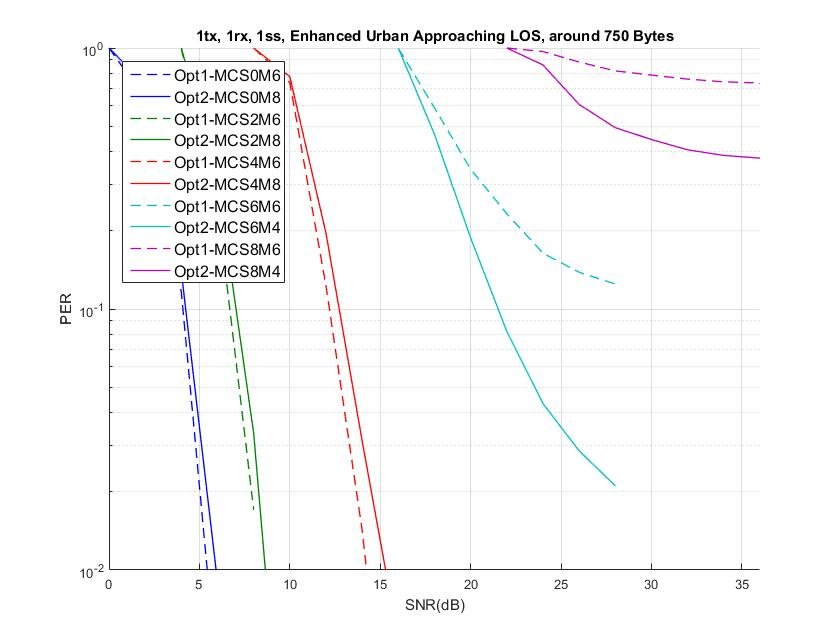 1tx, 1rx, 1ss, Enhanced Urban Approaching LOS, around 750 Bytes
10^0
Opt1-MCS0M6
Opt2-MCS0M8
Opt1-MCS2M6
Opt2-MCS2M8
Opt1-MCS4M6
Opt2-MCS4M8
Opt1-MCS6M6
Opt2-MCS6M4
Opt1-MCS8M6
Opt2-MCS8M4
PER
10^-1
10^-2
0 5 10 15 20 25 30 35
SNR(dB)